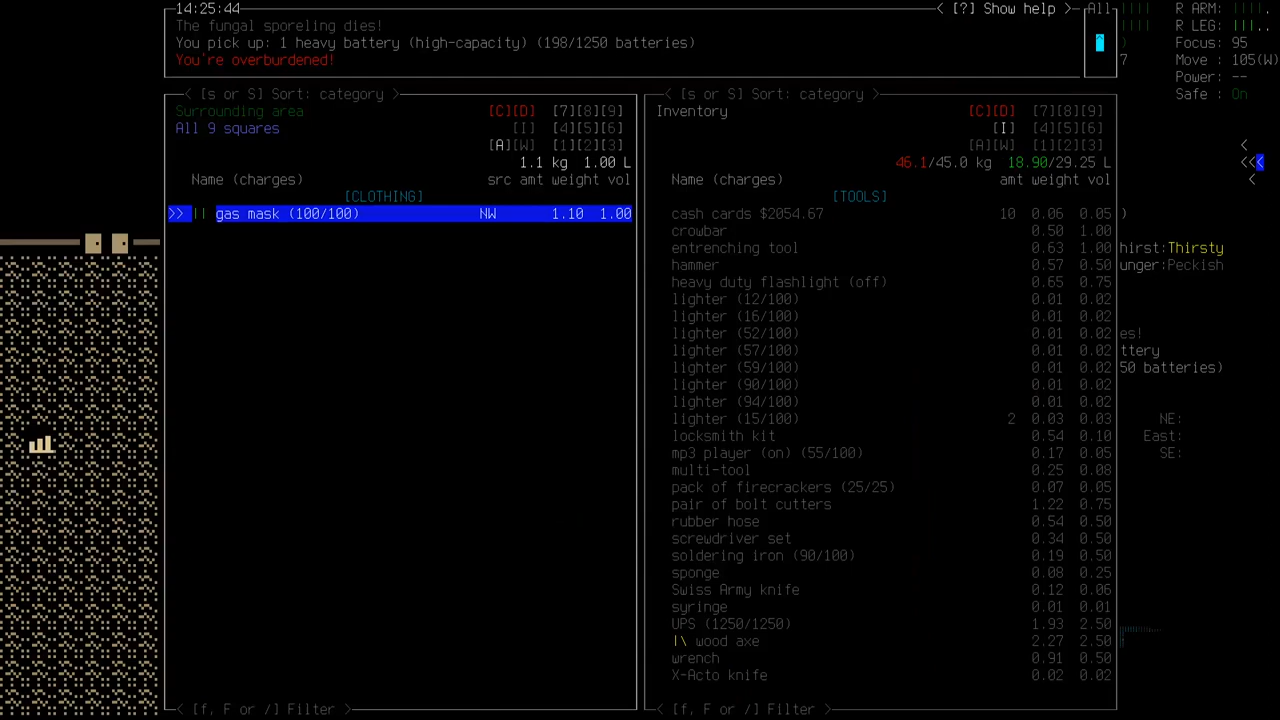 14:25:44 < [?] Show help >
The fungal sporeling dies!
You pick up: 1 heavy battery (high-capacity) (198/1250 batteries)
You're overburdened!
All
R ARM: ||||.
R LEG: |||..
Focus: 95
7 Move : 105(W)
Power: --
Safe : On
< [s or S] Sort: category >
Surrounding area [C][D] [7][8][9]
All 9 squares [I] [4][5][6]
[A][W] [1][2][3]
1.1 kg 1.00 L
Name (charges) src amt weight vol
[CLOTHING]
>> || gas mask (100/100) NW 1.10 1.00
< [f, F or /] Filter >
< [s or S] Sort: category >
Inventory [C][D] [7][8][9]
[I] [4][5][6]
[A][W] [1][2][3]
46.1/45.0 kg 18.90/29.25 L
Name (charges) amt weight vol
[TOOLS]
cash cards $2054.67 10 0.06 0.05
crowbar 0.50 1.00
entrenching tool 0.63 1.00
hammer 0.57 0.50
heavy duty flashlight (off) 0.65 0.75
lighter (12/100) 0.01 0.02
lighter (16/100) 0.01 0.02
lighter (52/100) 0.01 0.02
lighter (57/100) 0.01 0.02
lighter (59/100) 0.01 0.02
lighter (90/100) 0.01 0.02
lighter (94/100) 0.01 0.02
lighter (15/100) 2 0.03 0.03
locksmith kit 0.54 0.10
mp3 player (on) (55/100) 0.17 0.05
multi-tool 0.25 0.08
pack of firecrackers (25/25) 0.07 0.05
pair of bolt cutters 1.22 0.75
rubber hose 0.54 0.50
screwdriver set 0.34 0.50
soldering iron (90/100) 0.19 0.50
sponge 0.08 0.25
Swiss Army knife 0.12 0.06
syringe 0.01 0.01
UPS (1250/1250) 1.93 2.50
|\ wood axe 2.27 2.50
wrench 0.91 0.50
X-Acto knife 0.02 0.02
< [f, F or /] Filter >
<
<<<
<
)
hirst:Thirsty
unger:Peckish
es!
ttery
50 batteries)
NE:
East:
SE: